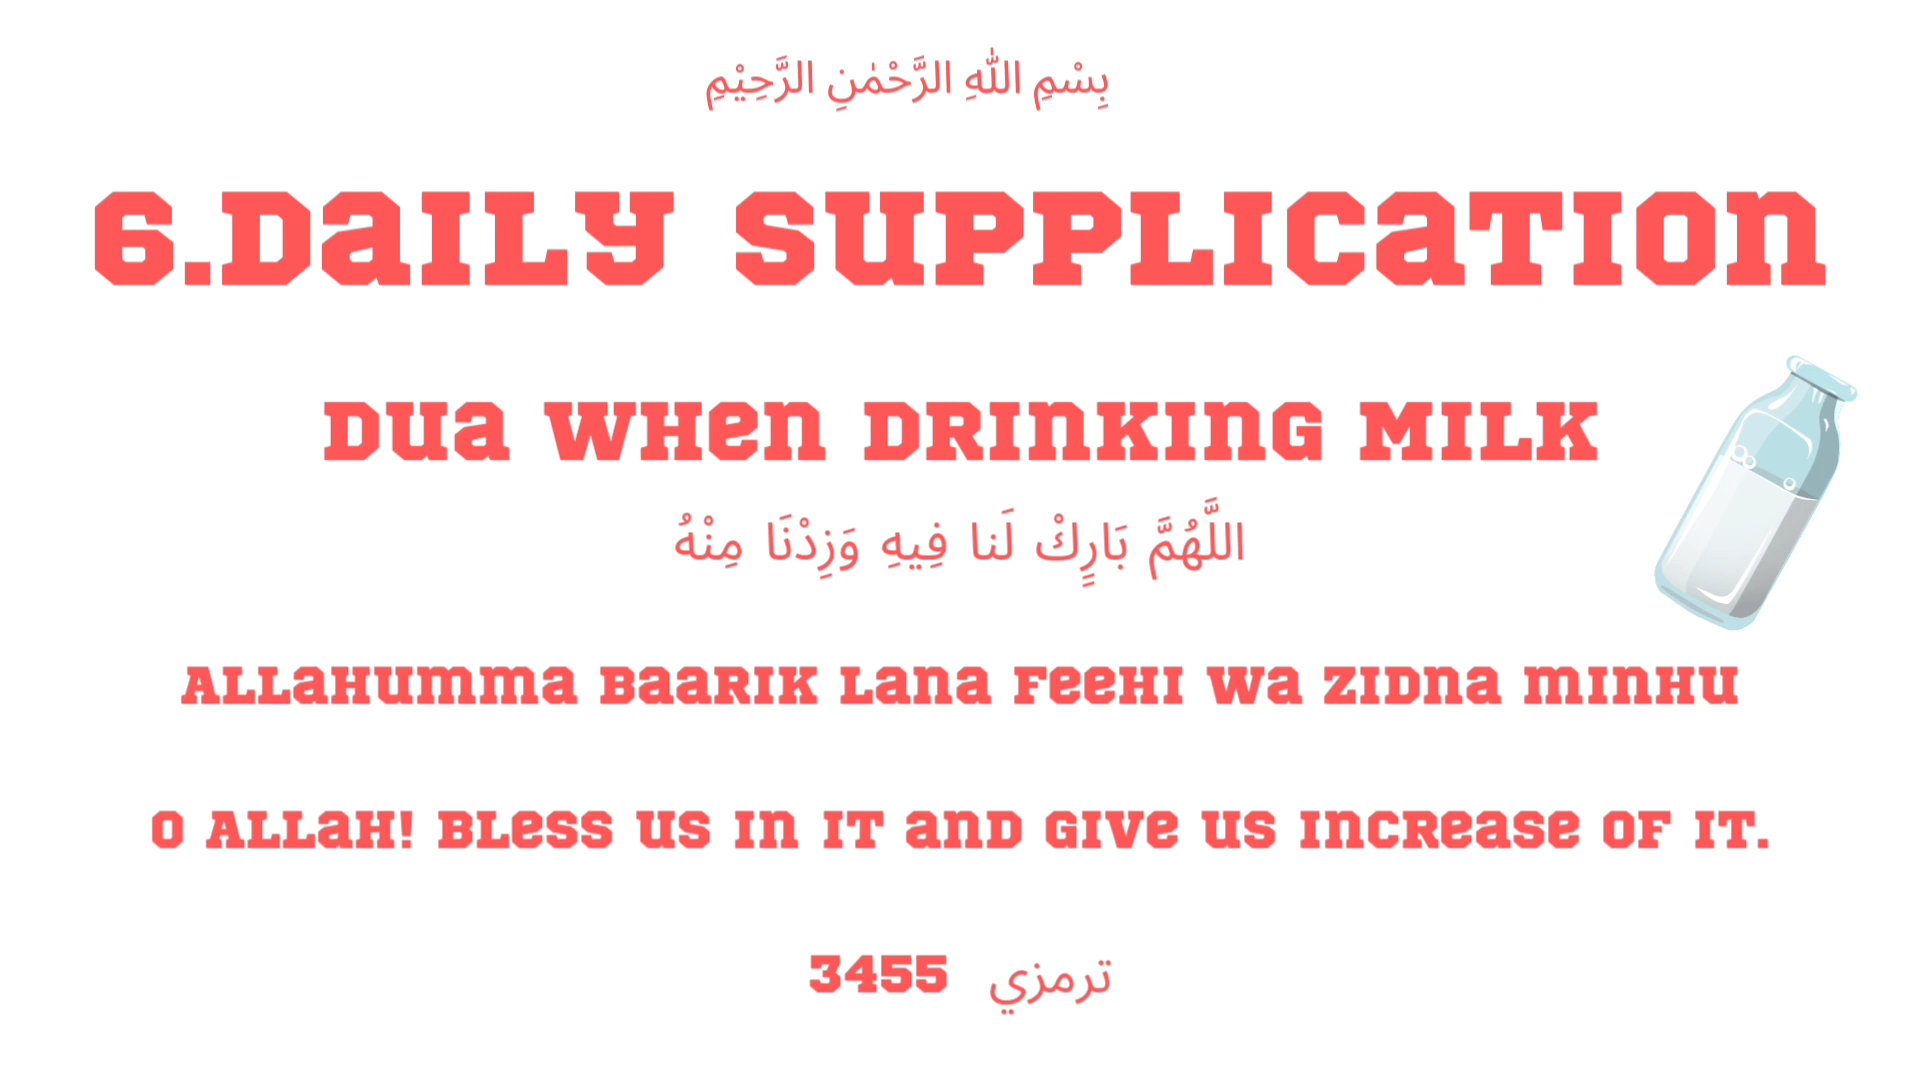 بِسْمِ اللّٰهِ الرَّحْمٰنِ الرَّحِيْمِ
6.Daily Supplication
Dua when drinking milk
اللَّهُمَّ بَارٍكْ لَنا فِيهِ وَزِدْنَا مِنْهُ
Allahumma baarik lana feehi wa zidna minhu
O Allah! Bless us in it and give us increase of it.
ترمزي 3455